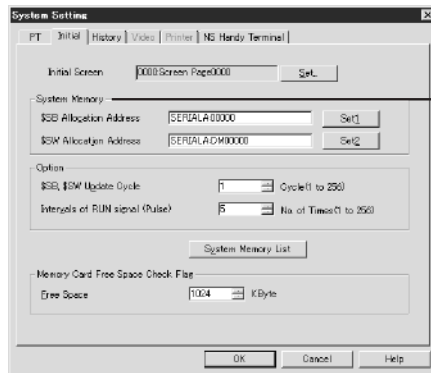 System Setting
PT Initial History Video Printer NS Handy Terminal
Initial Screen 0000:Screen Page0000 Set..
System Memory
$SB Allocation Address SERIALA:00000 Set1
$SW Allocation Address SERIALA:DM00000 Set2
Option
$SB, $SW Update Cycle 1 Cycle(1 to 256)
Intervals of RUN signal (Pulse) 5 No. of Times(1 to 256)
System Memory List
Memory Card Free Space Check Flag
Free Space 1024 KByte
OK Cancel Help